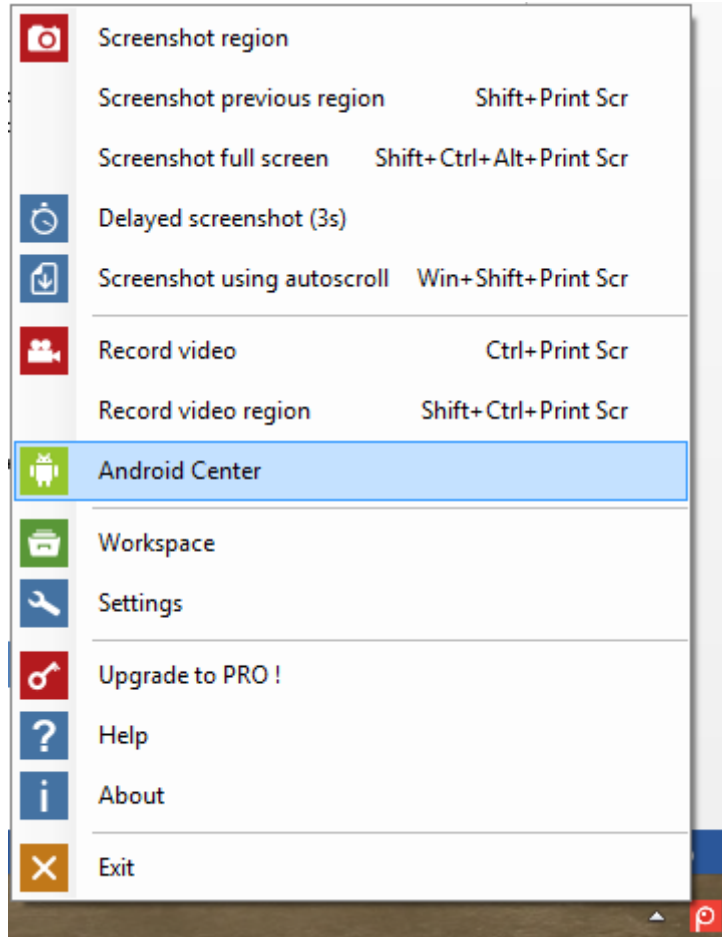 Screenshot region
Screenshot previous region Shift+Print Scr
Screenshot full screen Shift+Ctrl+Alt+Print Scr
Delayed screenshot (3s)
Screenshot using autoscroll Win+Shift+Print Scr
Record video Ctrl+Print Scr
Record video region Shift+Ctrl+Print Scr
Android Center
Workspace
Settings
Upgrade to PRO !
Help
About
Exit